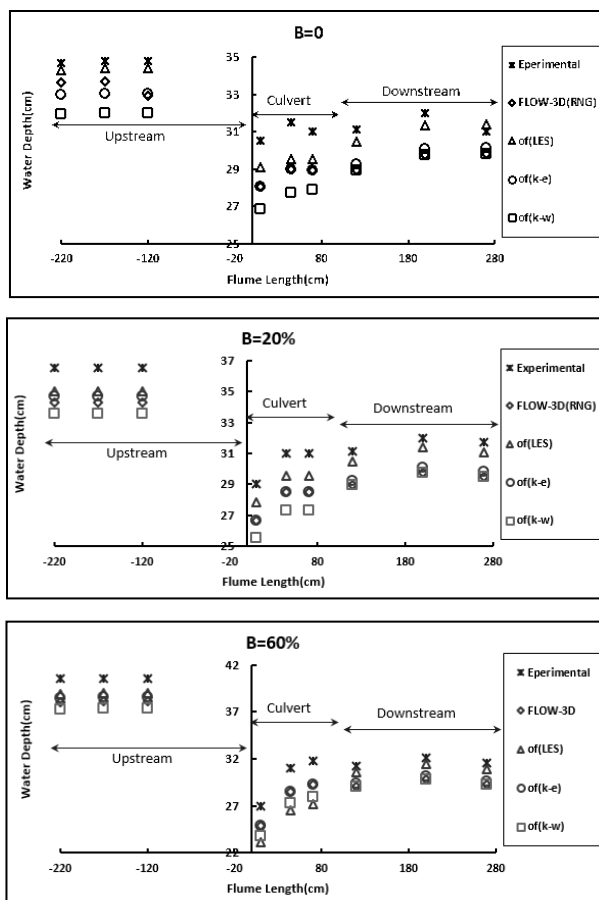 B=0
35
33
31
29
27
25
Water Depth(cm)
Culvert
Downstream
Upstream
-220
-120
-20
80
180
280
Flume Length(cm)
Eperimental
FLOW-3D(RNG)
of(LES)
of(k-e)
of(k-w)
B=20%
37
35
33
31
29
27
25
Water Depth(cm)
Culvert
Downstream
Upstream
-220
-120
-20
80
180
280
Flume Length(cm)
Experimental
FLOW-3D(RNG)
of(LES)
of(k-e)
of(k-w)
B=60%
42
37
32
27
22
Water Depth(cm)
Culvert
Downstream
Upstream
-220
-120
-20
80
180
280
Flume Length(cm)
Eperimental
FLOW-3D
of(LES)
of(k-e)
of(k-w)